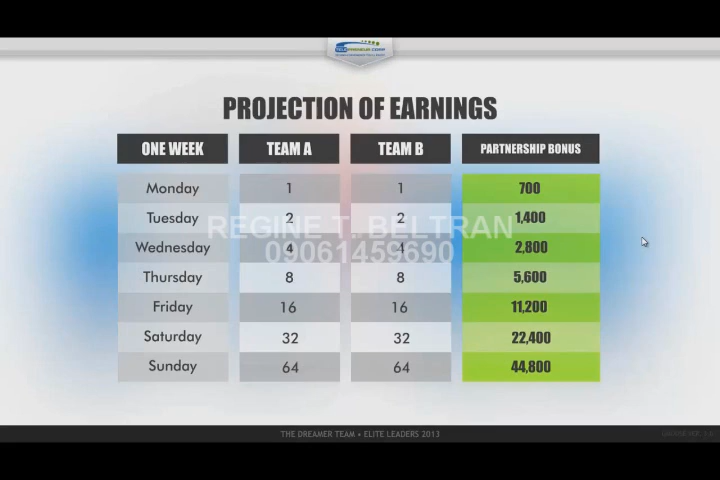 PROJECTION OF EARNINGS
ONE WEEK TEAM A TEAM B PARTNERSHIP BONUS
Monday 1 1 700
Tuesday 2 2 1,400
REGINE T. BELTRAN
Wednesday 4 4 2,800
09061459690
Thursday 8 8 5,600
Friday 16 16 11,200
Saturday 32 32 22,400
Sunday 64 64 44,800
THE DREAMER TEAM • ELITE LEADERS 2013